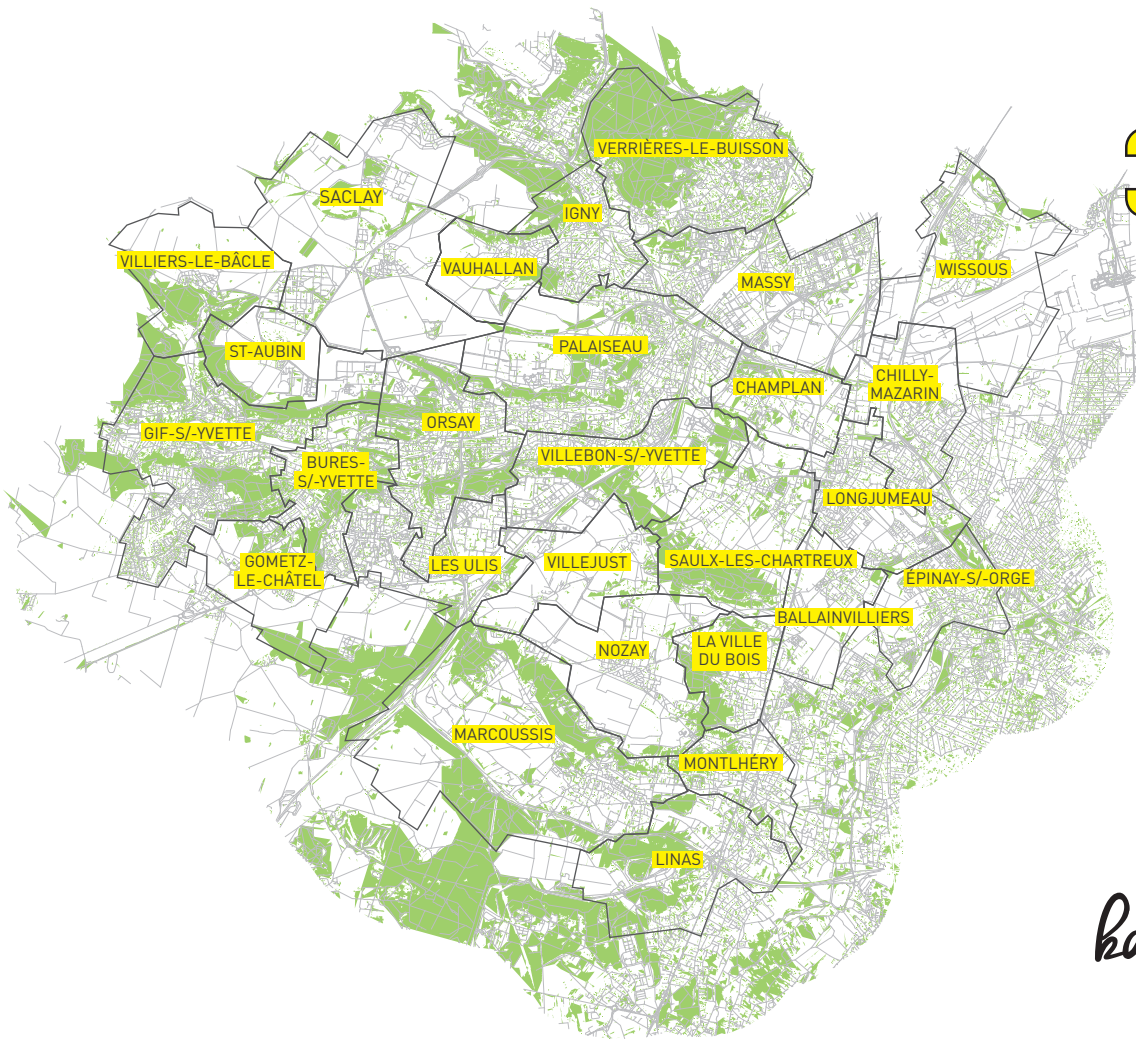 VERRIÈRES-LE-BUISSON
SACLAY
IGNY
VILLIERS-LE-BÂCLE
VAUHALLAN
WISSOUS
MASSY
ST-AUBIN
PALAISEAU
CHAMPLAN
CHILLY-
MAZARIN
GIF-S/-YVETTE
ORSAY
VILLEBON-S/-YVETTE
BURES-
S/-YVETTE
LONGJUMEAU
GOMETZ-
LE-CHÂTEL
LES ULIS
VILLEJUST
SAULX-LES-CHARTREUX
ÉPINAY-S/-ORGE
BALLAINVILLIERS
NOZAY
LA VILLE
DU BOIS
MARCOUSSIS
MONTLHÉRY
LINAS